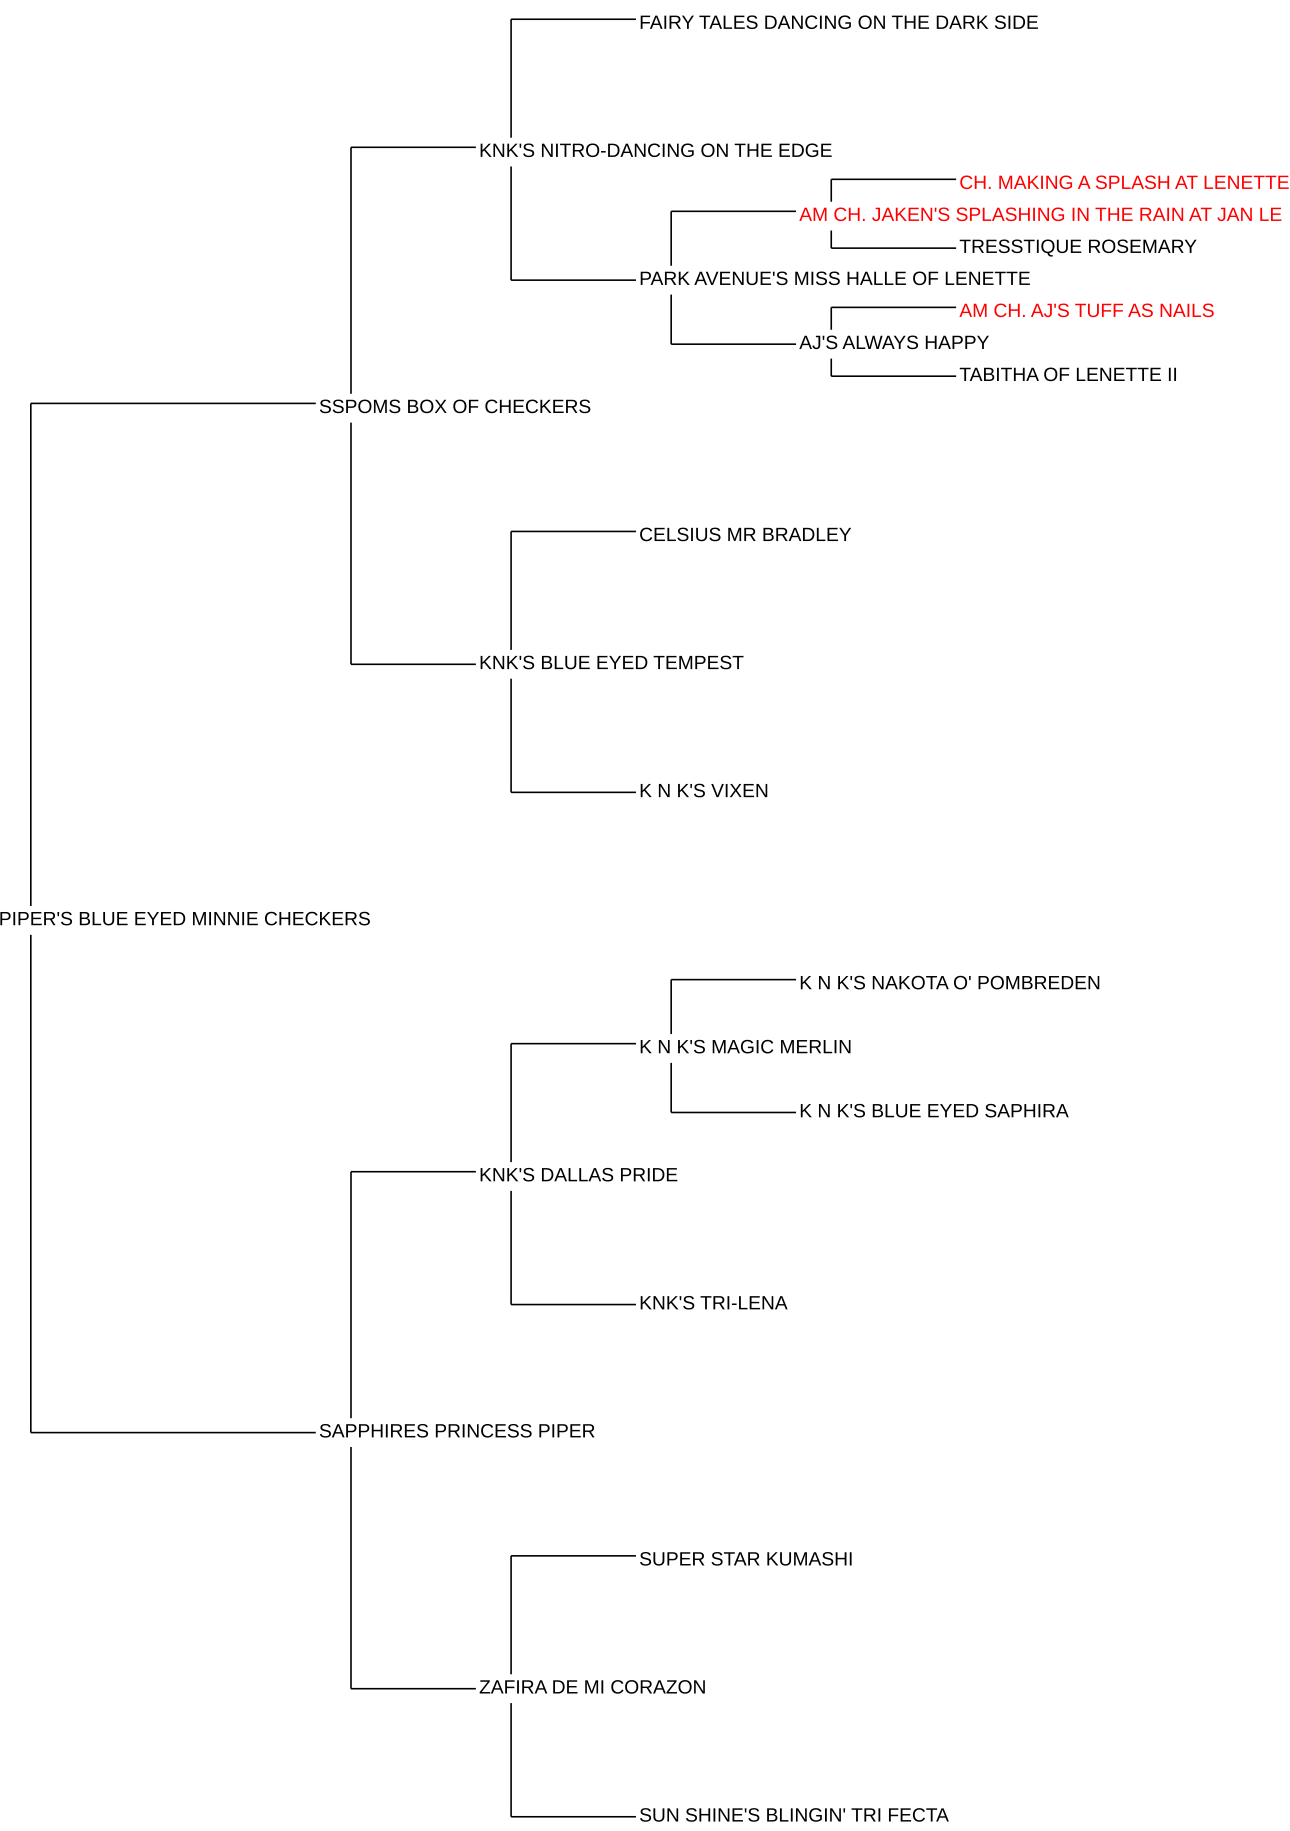 FAIRY TALES DANCING ON THE DARK SIDE
KNK'S NITRO-DANCING ON THE EDGE
CH. MAKING A SPLASH AT LENETTE
AM CH. JAKEN'S SPLASHING IN THE RAIN AT JAN LE
TRESSTIQUE ROSEMARY
PARK AVENUE'S MISS HALLE OF LENETTE
AM CH. AJ'S TUFF AS NAILS
AJ'S ALWAYS HAPPY
TABITHA OF LENETTE II
SSPOMS BOX OF CHECKERS
CELSIUS MR BRADLEY
KNK'S BLUE EYED TEMPEST
K N K'S VIXEN
PIPER'S BLUE EYED MINNIE CHECKERS
K N K'S NAKOTA O' POMBREDEN
K N K'S MAGIC MERLIN
K N K'S BLUE EYED SAPHIRA
KNK'S DALLAS PRIDE
KNK'S TRI-LENA
SAPPHIRES PRINCESS PIPER
SUPER STAR KUMASHI
ZAFIRA DE MI CORAZON
SUN SHINE'S BLINGIN' TRI FECTA